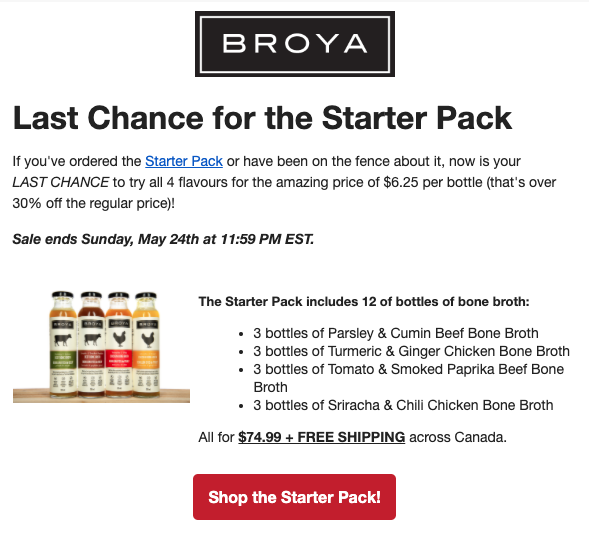 BROYA
Last Chance for the Starter Pack
If you've ordered the Starter Pack or have been on the fence about it, now is your
LAST CHANCE to try all 4 flavours for the amazing price of $6.25 per bottle (that's over
30% off the regular price)!
Sale ends Sunday, May 24th at 11:59 PM EST.
BROYA BROYA BROYA BROYA
The Starter Pack includes 12 of bottles of bone broth:
• 3 bottles of Parsley & Cumin Beef Bone Broth
• 3 bottles of Turmeric & Ginger Chicken Bone Broth
• 3 bottles of Tomato & Smoked Paprika Beef Bone
Broth
• 3 bottles of Sriracha & Chili Chicken Bone Broth
All for $74.99 + FREE SHIPPING across Canada.
Shop the Starter Pack!